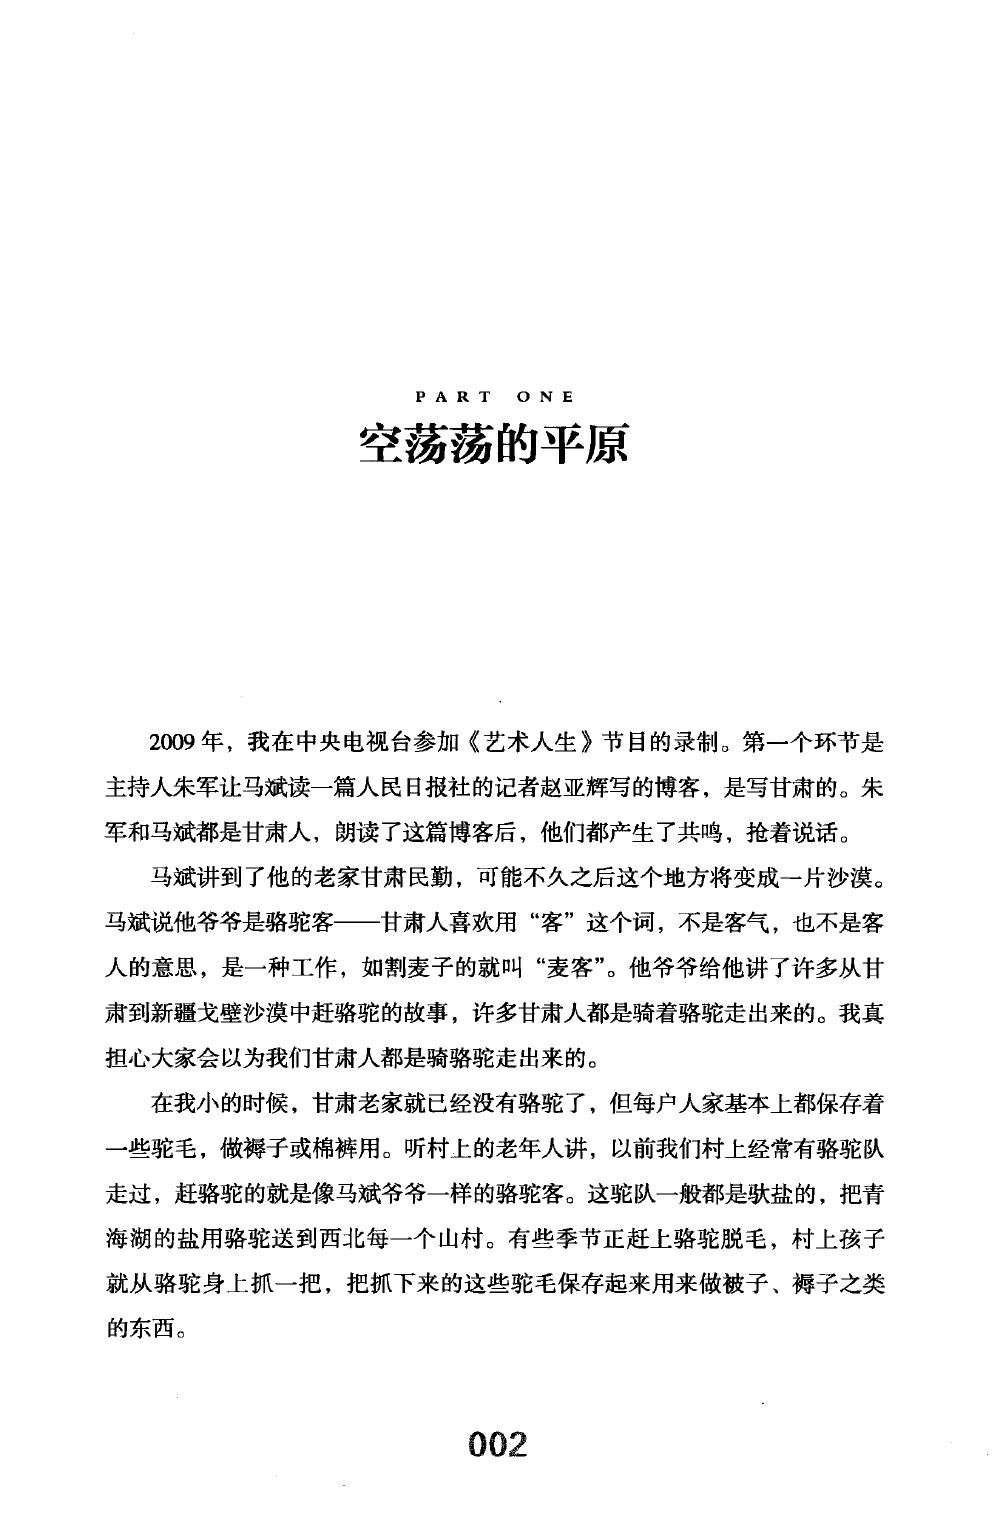 PART ONE
空荡荡的平原
2009 年，我在中央电视台参加《艺术人生》节目的录制。第一个环节是
主持人朱军让马斌读一篇人民日报社的记者赵亚辉写的博客，是写甘肃的。朱
军和马斌都是甘肃人，朗读了这篇博客后，他们都产生了共鸣，抢着说话。
马斌讲到了他的老家甘肃民勤，可能不久之后这个地方将变成一片沙漠。
马斌说他爷爷是骆驼客——甘肃人喜欢用“客”这个词，不是客气，也不是客
人的意思，是一种工作，如割麦子的就叫“麦客”。他爷爷给他讲了许多从甘
肃到新疆戈壁沙漠中赶骆驼的故事，许多甘肃人都是骑着骆驼走出来的。我真
担心大家会以为我们甘肃人都是骑骆驼走出来的。
在我小的时候，甘肃老家就已经没有骆驼了，但每户人家基本上都保存着
一些驼毛，做褥子或棉裤用。听村上的老年人讲，以前我们村上经常有骆驼队
走过，赶骆驼的就是像马斌爷爷一样的骆驼客。这驼队一般都是驮盐的，把青
海湖的盐用骆驼送到西北每一个山村。有些季节正赶上骆驼脱毛，村上孩子
就从骆驼身上抓一把，把抓下来的这些驼毛保存起来用来做被子、褥子之类
的东西。
002